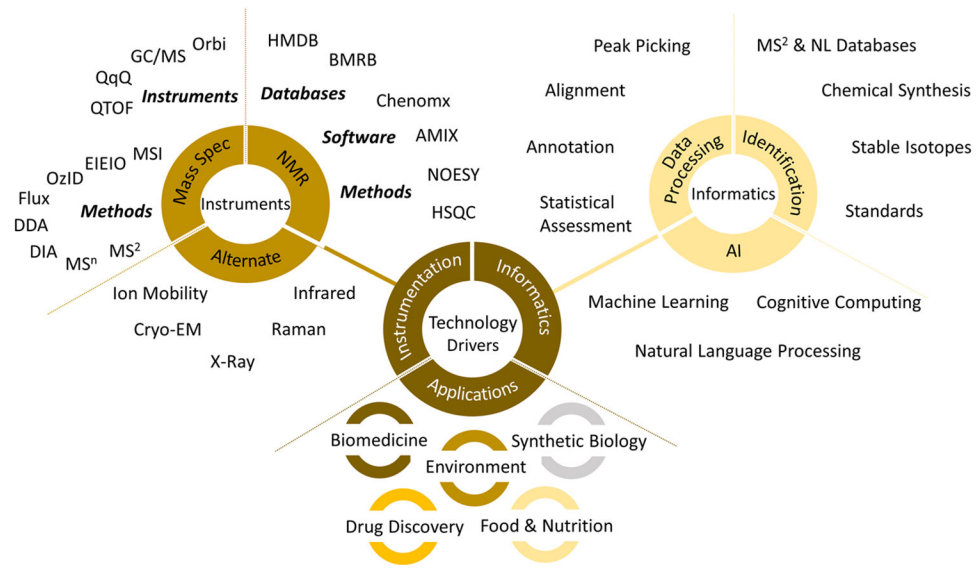 Orbi
GC/MS
QqQ
QTOF
Instruments
HMDB
BMRB
Databases
Chenomx
Software
AMIX
NOESY
Methods
HSQC
MSI
EIEIO
OzID
Flux
Methods
DDA
DIA
MSⁿ
MS²
Mass Spec
NMR
Instruments
Alternate
Ion Mobility
Infrared
Cryo-EM
Raman
X-Ray
Peak Picking
Alignment
Annotation
Statistical
Assessment
MS² & NL Databases
Chemical Synthesis
Stable Isotopes
Standards
Data
Processing
Identification
Informatics
AI
Machine Learning
Cognitive Computing
Natural Language Processing
Instrumentation
Informatics
Technology
Drivers
Applications
Biomedicine
Synthetic Biology
Environment
Drug Discovery
Food & Nutrition